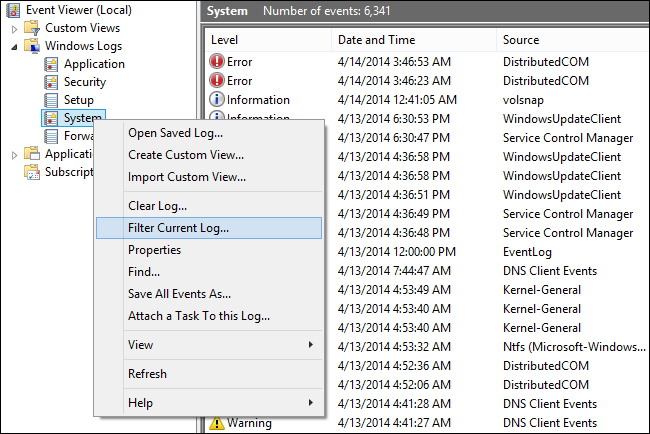 Event Viewer (Local)
Custom Views
Windows Logs
Application
Security
Setup
System
Forwa
Applicatio
Subscript
Open Saved Log...
Create Custom View...
Import Custom View...
Clear Log...
Filter Current Log...
Properties
Find...
Save All Events As...
Attach a Task To this Log...
View
Refresh
Help
System Number of events: 6,341
Level Date and Time Source
Error 4/14/2014 3:46:53 AM DistributedCOM
Error 4/14/2014 3:46:23 AM DistributedCOM
Information 4/14/2014 12:41:05 AM volsnap
Information 4/13/2014 6:30:53 PM WindowsUpdateClient
4/13/2014 6:30:47 PM Service Control Manager
4/13/2014 4:36:58 PM WindowsUpdateClient
4/13/2014 4:36:58 PM WindowsUpdateClient
4/13/2014 4:36:51 PM WindowsUpdateClient
4/13/2014 4:36:49 PM Service Control Manager
4/13/2014 4:36:48 PM Service Control Manager
4/13/2014 12:00:00 PM EventLog
4/13/2014 7:44:47 AM DNS Client Events
4/13/2014 4:53:49 AM Kernel-General
4/13/2014 4:53:40 AM Kernel-General
4/13/2014 4:53:40 AM Kernel-General
4/13/2014 4:53:32 AM Ntfs (Microsoft-Windows...
4/13/2014 4:52:36 AM DistributedCOM
4/13/2014 4:52:06 AM DistributedCOM
4/13/2014 4:41:28 AM DNS Client Events
Warning 4/13/2014 4:41:27 AM DNS Client Events